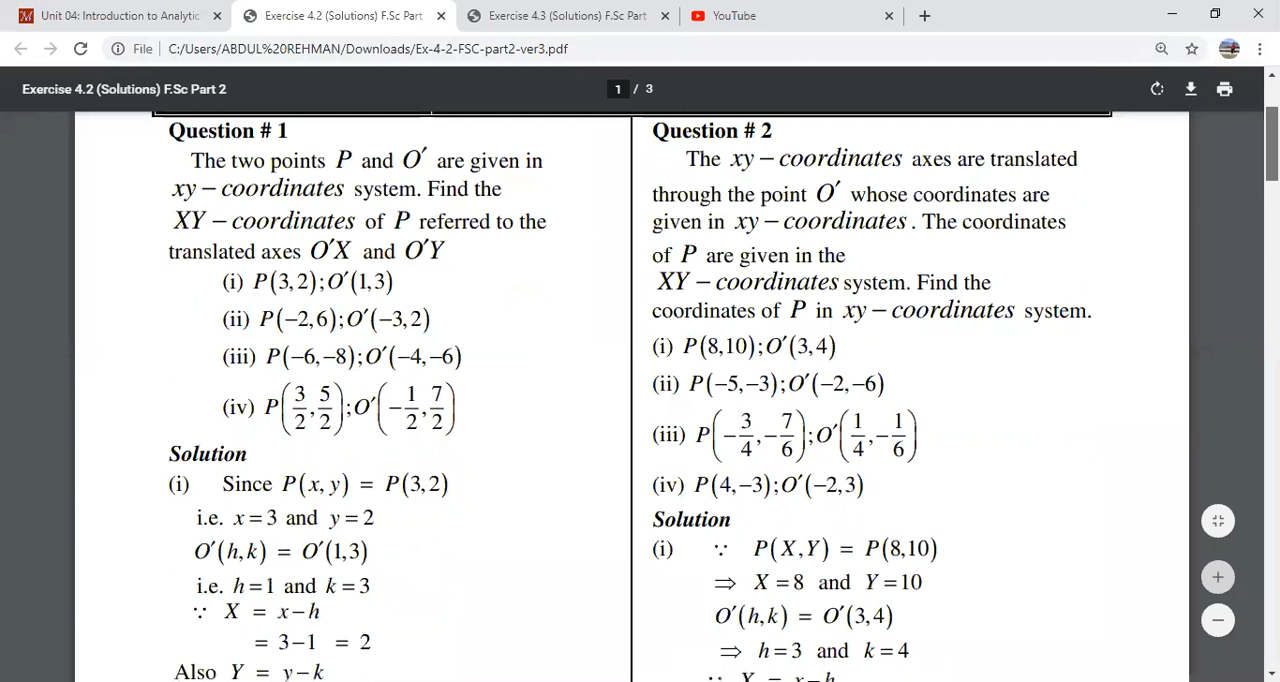 Unit 04: Introduction to Analytic
Exercise 4.2 (Solutions) F.Sc Part
Exercise 4.3 (Solutions) F.Sc Part
YouTube
File
C:/Users/ABDUL%20REHMAN/Downloads/Ex-4-2-FSC-part2-ver3.pdf
Exercise 4.2 (Solutions) F.Sc Part 2
1 / 3
Question # 1
The two points P and O′ are given in
xy − coordinates system. Find the
XY − coordinates of P referred to the
translated axes O′X and O′Y
(i) P(3,2);O′(1,3)
(ii) P(−2,6);O′(−3,2)
(iii) P(−6,−8);O′(−4,−6)
(iv) P(3/2,5/2);O′(−1/2,7/2)
Solution
(i) Since P(x,y) = P(3,2)
i.e. x=3 and y=2
O′(h,k) = O′(1,3)
i.e. h=1 and k=3
∵ X = x−h
= 3−1 = 2
Also Y = y−k
Question # 2
The xy − coordinates axes are translated
through the point O′ whose coordinates are
given in xy − coordinates. The coordinates
of P are given in the
XY − coordinates system. Find the
coordinates of P in xy − coordinates system.
(i) P(8,10);O′(3,4)
(ii) P(−5,−3);O′(−2,−6)
(iii) P(−3/4,−7/6);O′(1/4,−1/6)
(iv) P(4,−3);O′(−2,3)
Solution
(i) ∵ P(X,Y) = P(8,10)
⇒ X=8 and Y=10
O′(h,k) = O′(3,4)
⇒ h=3 and k=4
∵ X = x−h